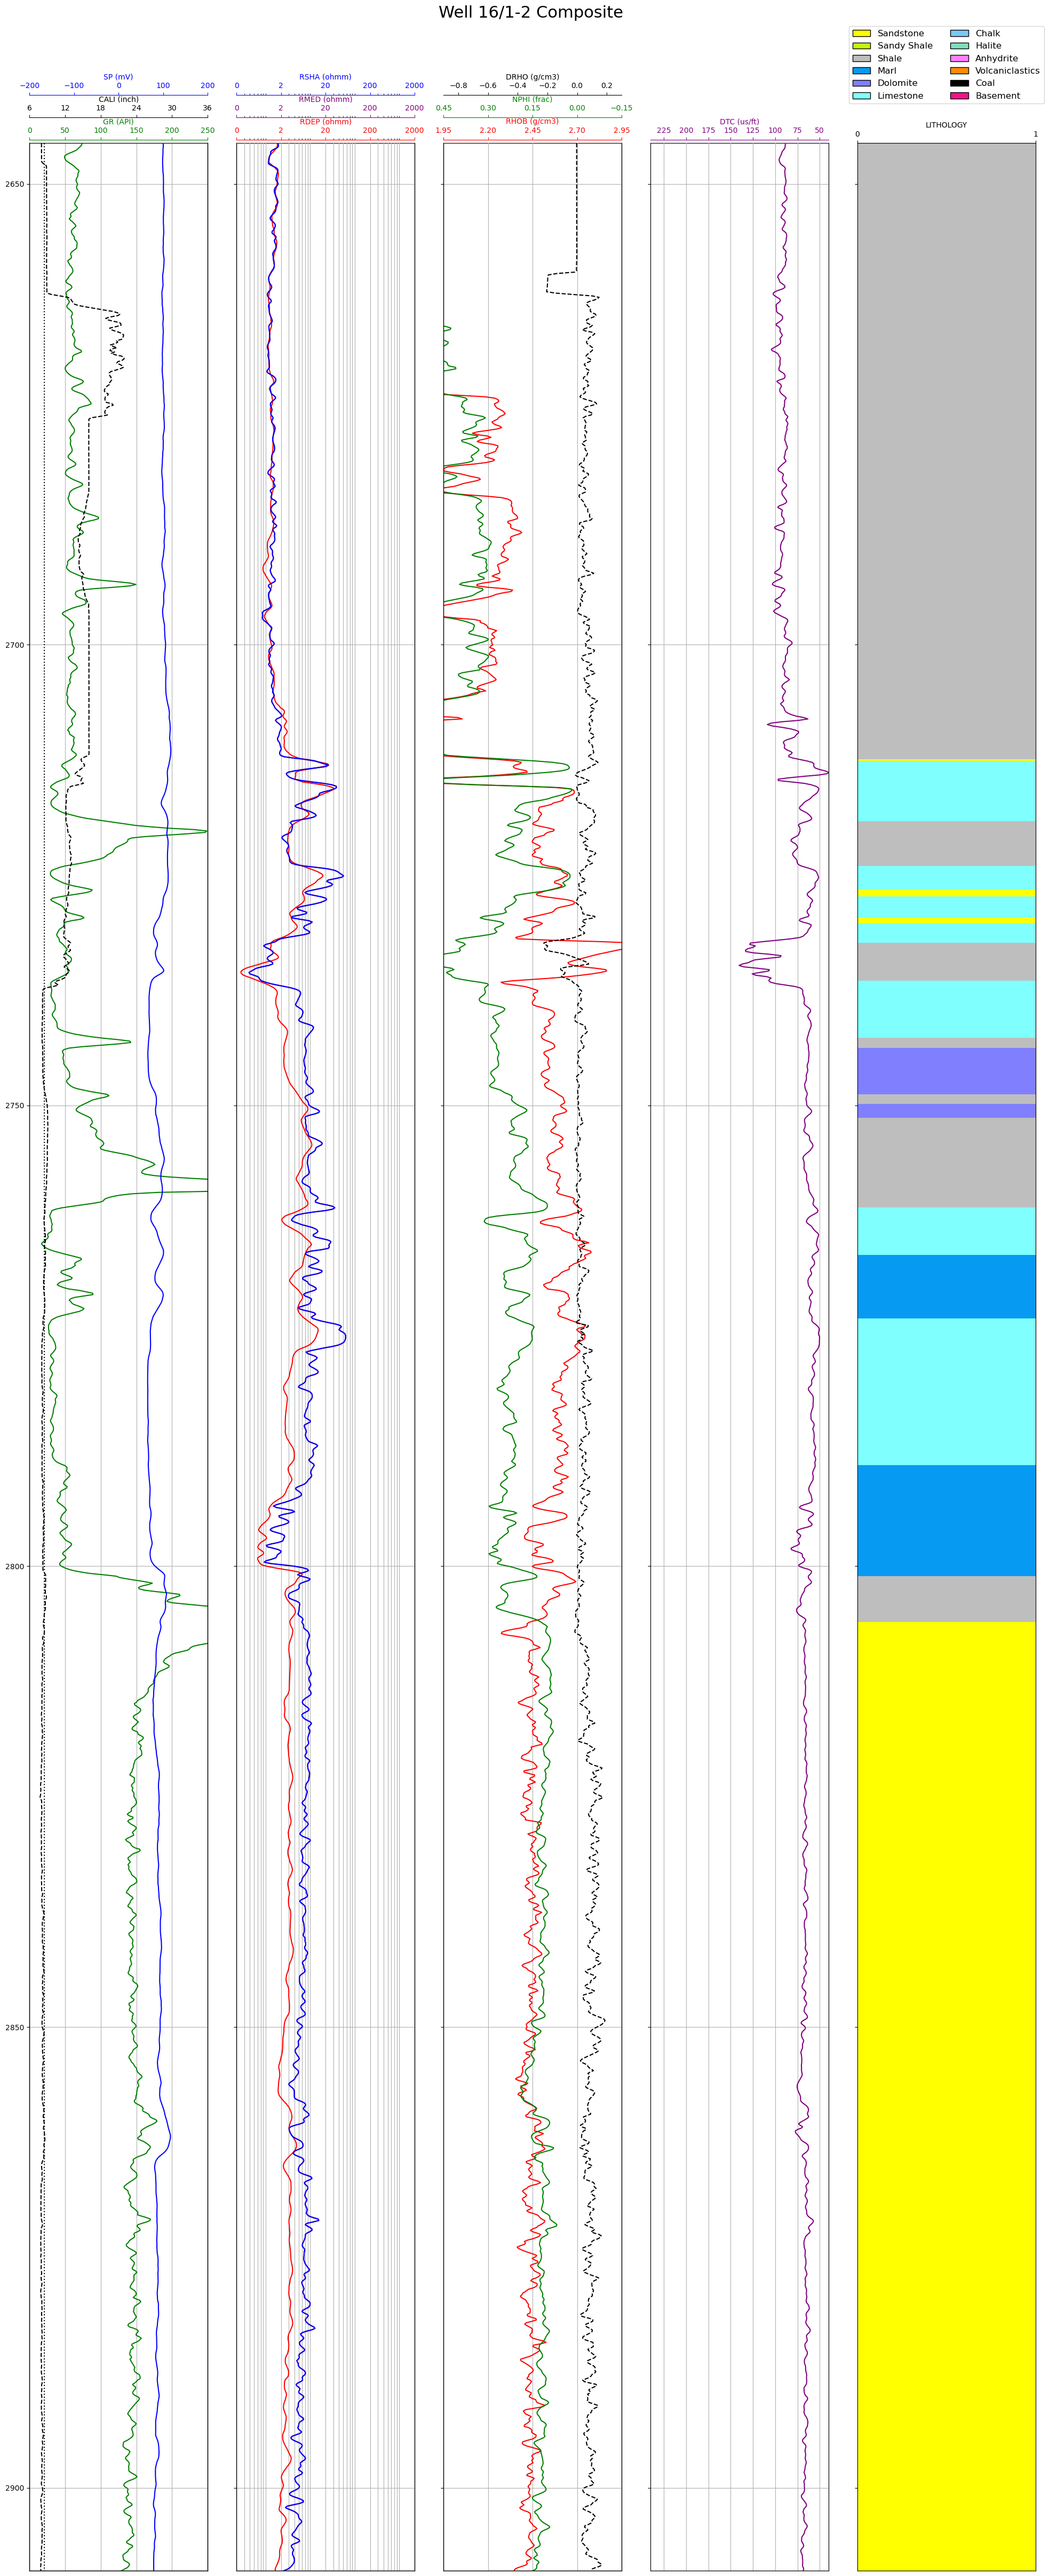 Well 16/1-2 Composite
Sandstone Chalk
Sandy Shale Halite
Shale Anhydrite
Marl Volcaniclastics
Dolomite Coal
Limestone Basement
SP (mV) RSHA (ohmm) DRHO (g/cm3)
−200 −100 0 100 200 0 2 20 200 2000 −0.8 −0.6 −0.4 −0.2 0.0 0.2
CALI (inch) RMED (ohmm) NPHI (frac)
6 12 18 24 30 36 0 2 20 200 2000 0.45 0.30 0.15 0.00 −0.15
GR (API) RDEP (ohmm) RHOB (g/cm3) DTC (us/ft) LITHOLOGY
0 50 100 150 200 250 0 2 20 200 2000 1.95 2.20 2.45 2.70 2.95 225 200 175 150 125 100 75 50 0 1
2650
2700
2750
2800
2850
2900